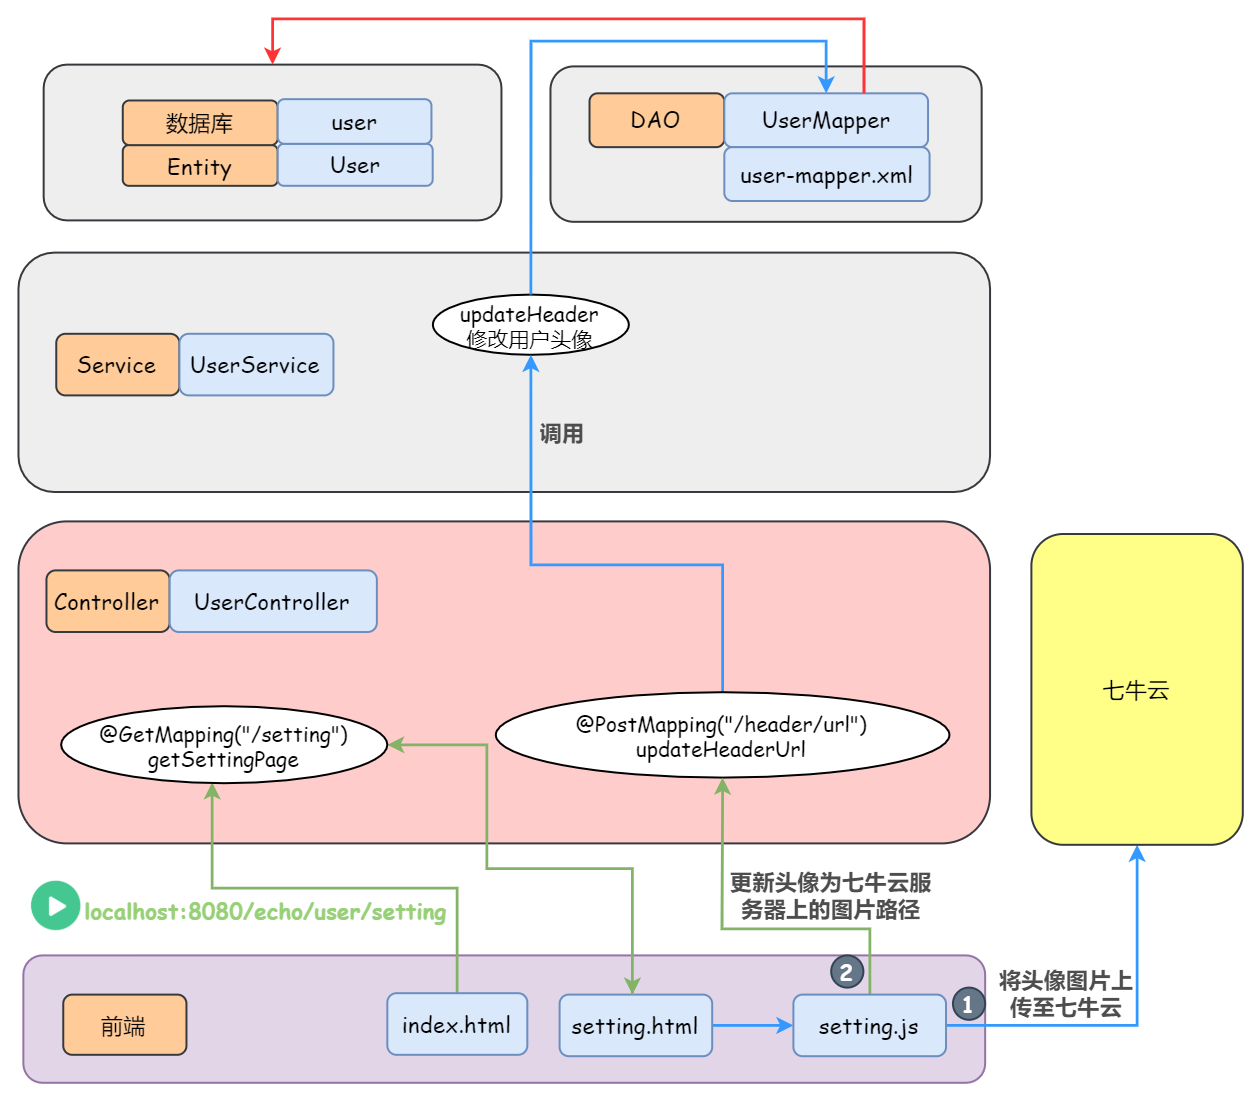 数据库
user
Entity
User
DAO
UserMapper
user-mapper.xml
updateHeader
修改用户头像
Service
UserService
调用
Controller
UserController
@GetMapping("/setting")
getSettingPage
@PostMapping("/header/url")
updateHeaderUrl
七牛云
localhost:8080/echo/user/setting
更新头像为七牛云服
务器上的图片路径
2
1
将头像图片上
传至七牛云
前端
index.html
setting.html
setting.js